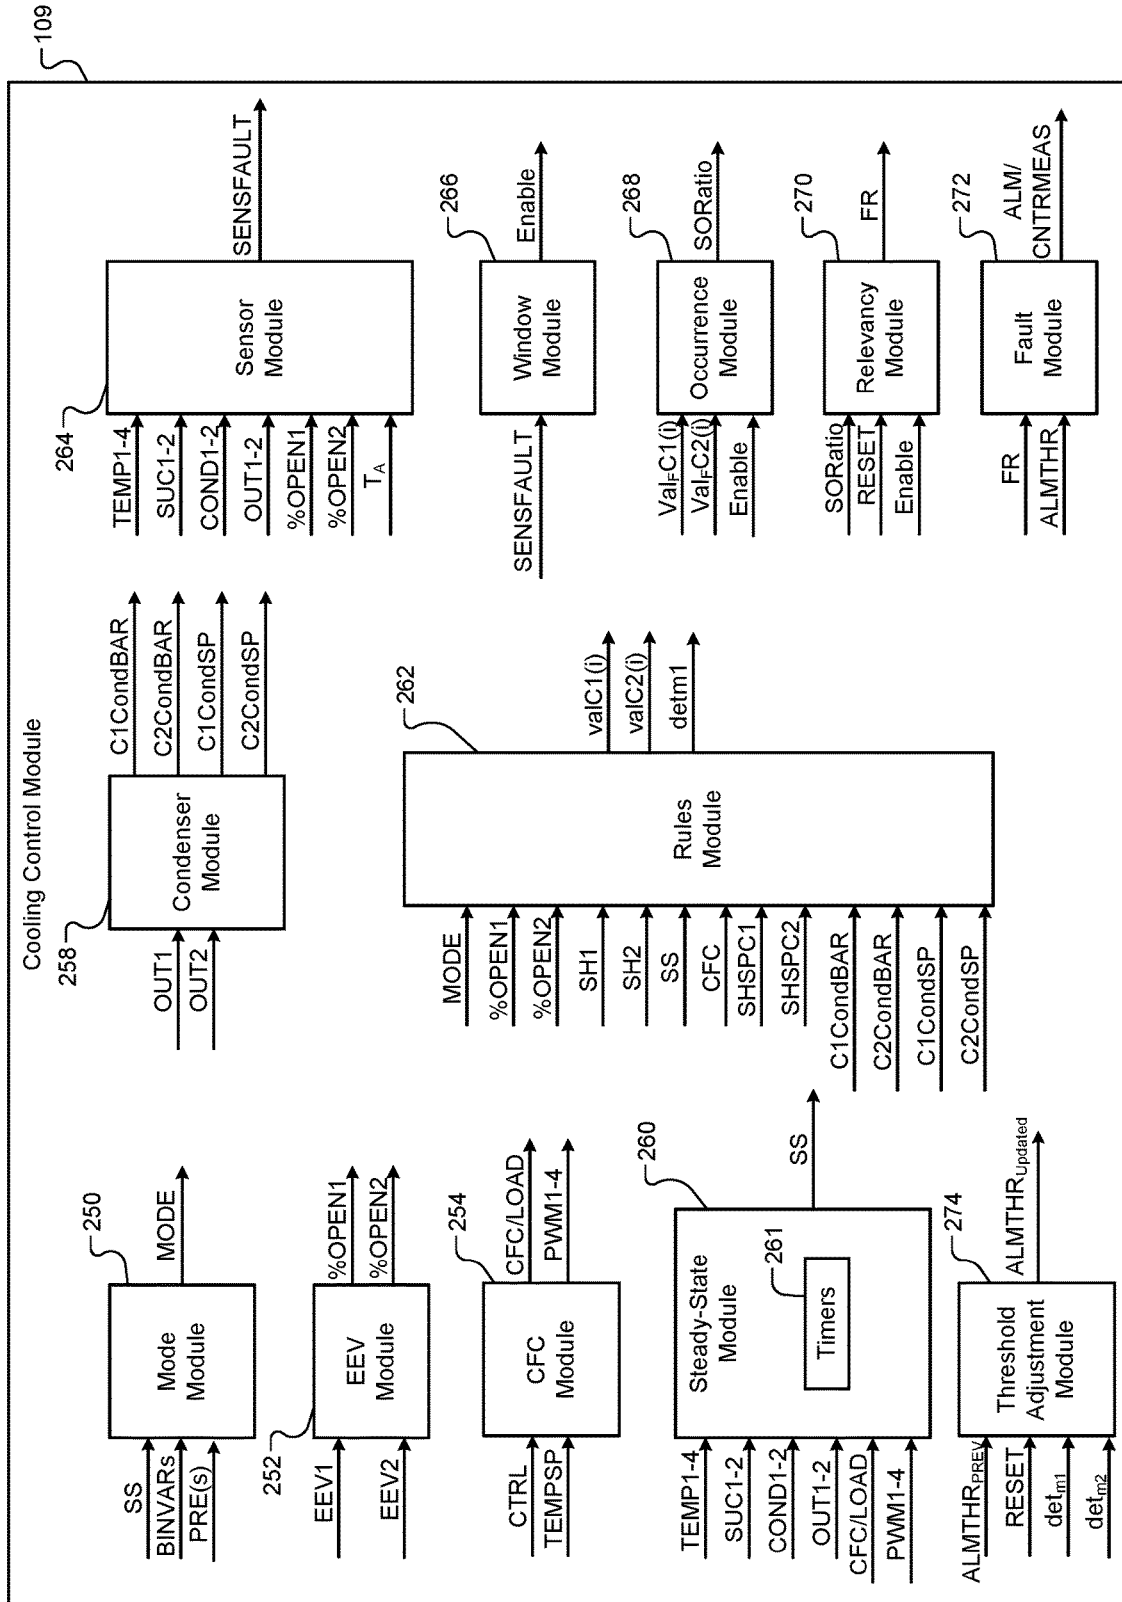 109
Cooling Control Module
250
SS
BINVARs
PRE(s)
Mode
Module
MODE
252
EEV1
EEV2
EEV
Module
%OPEN1
%OPEN2
254
CTRL
TEMPSP
CFC
Module
CFC/LOAD
PWM1-4
260
TEMP1-4
SUC1-2
COND1-2
OUT1-2
CFC/LOAD
PWM1-4
Steady-State
Module
261
Timers
SS
274
ALMTHRPREV
RESET
detm1
detm2
Threshold
Adjustment
Module
ALMTHRUpdated
258
OUT1
OUT2
Condenser
Module
C1CondBAR
C2CondBAR
C1CondSP
C2CondSP
262
MODE
%OPEN1
%OPEN2
SH1
SH2
SS
CFC
SHSPC1
SHSPC2
C1CondBAR
C2CondBAR
C1CondSP
C2CondSP
Rules
Module
valC1(i)
valC2(i)
detm1
264
TEMP1-4
SUC1-2
COND1-2
OUT1-2
%OPEN1
%OPEN2
TA
Sensor
Module
SENSFAULT
266
SENSFAULT
Window
Module
Enable
268
ValFC1(i)
ValFC2(i)
Enable
Occurrence
Module
SORatio
270
SORatio
RESET
Enable
Relevancy
Module
FR
272
FR
ALMTHR
Fault
Module
ALM/
CNTRMEAS